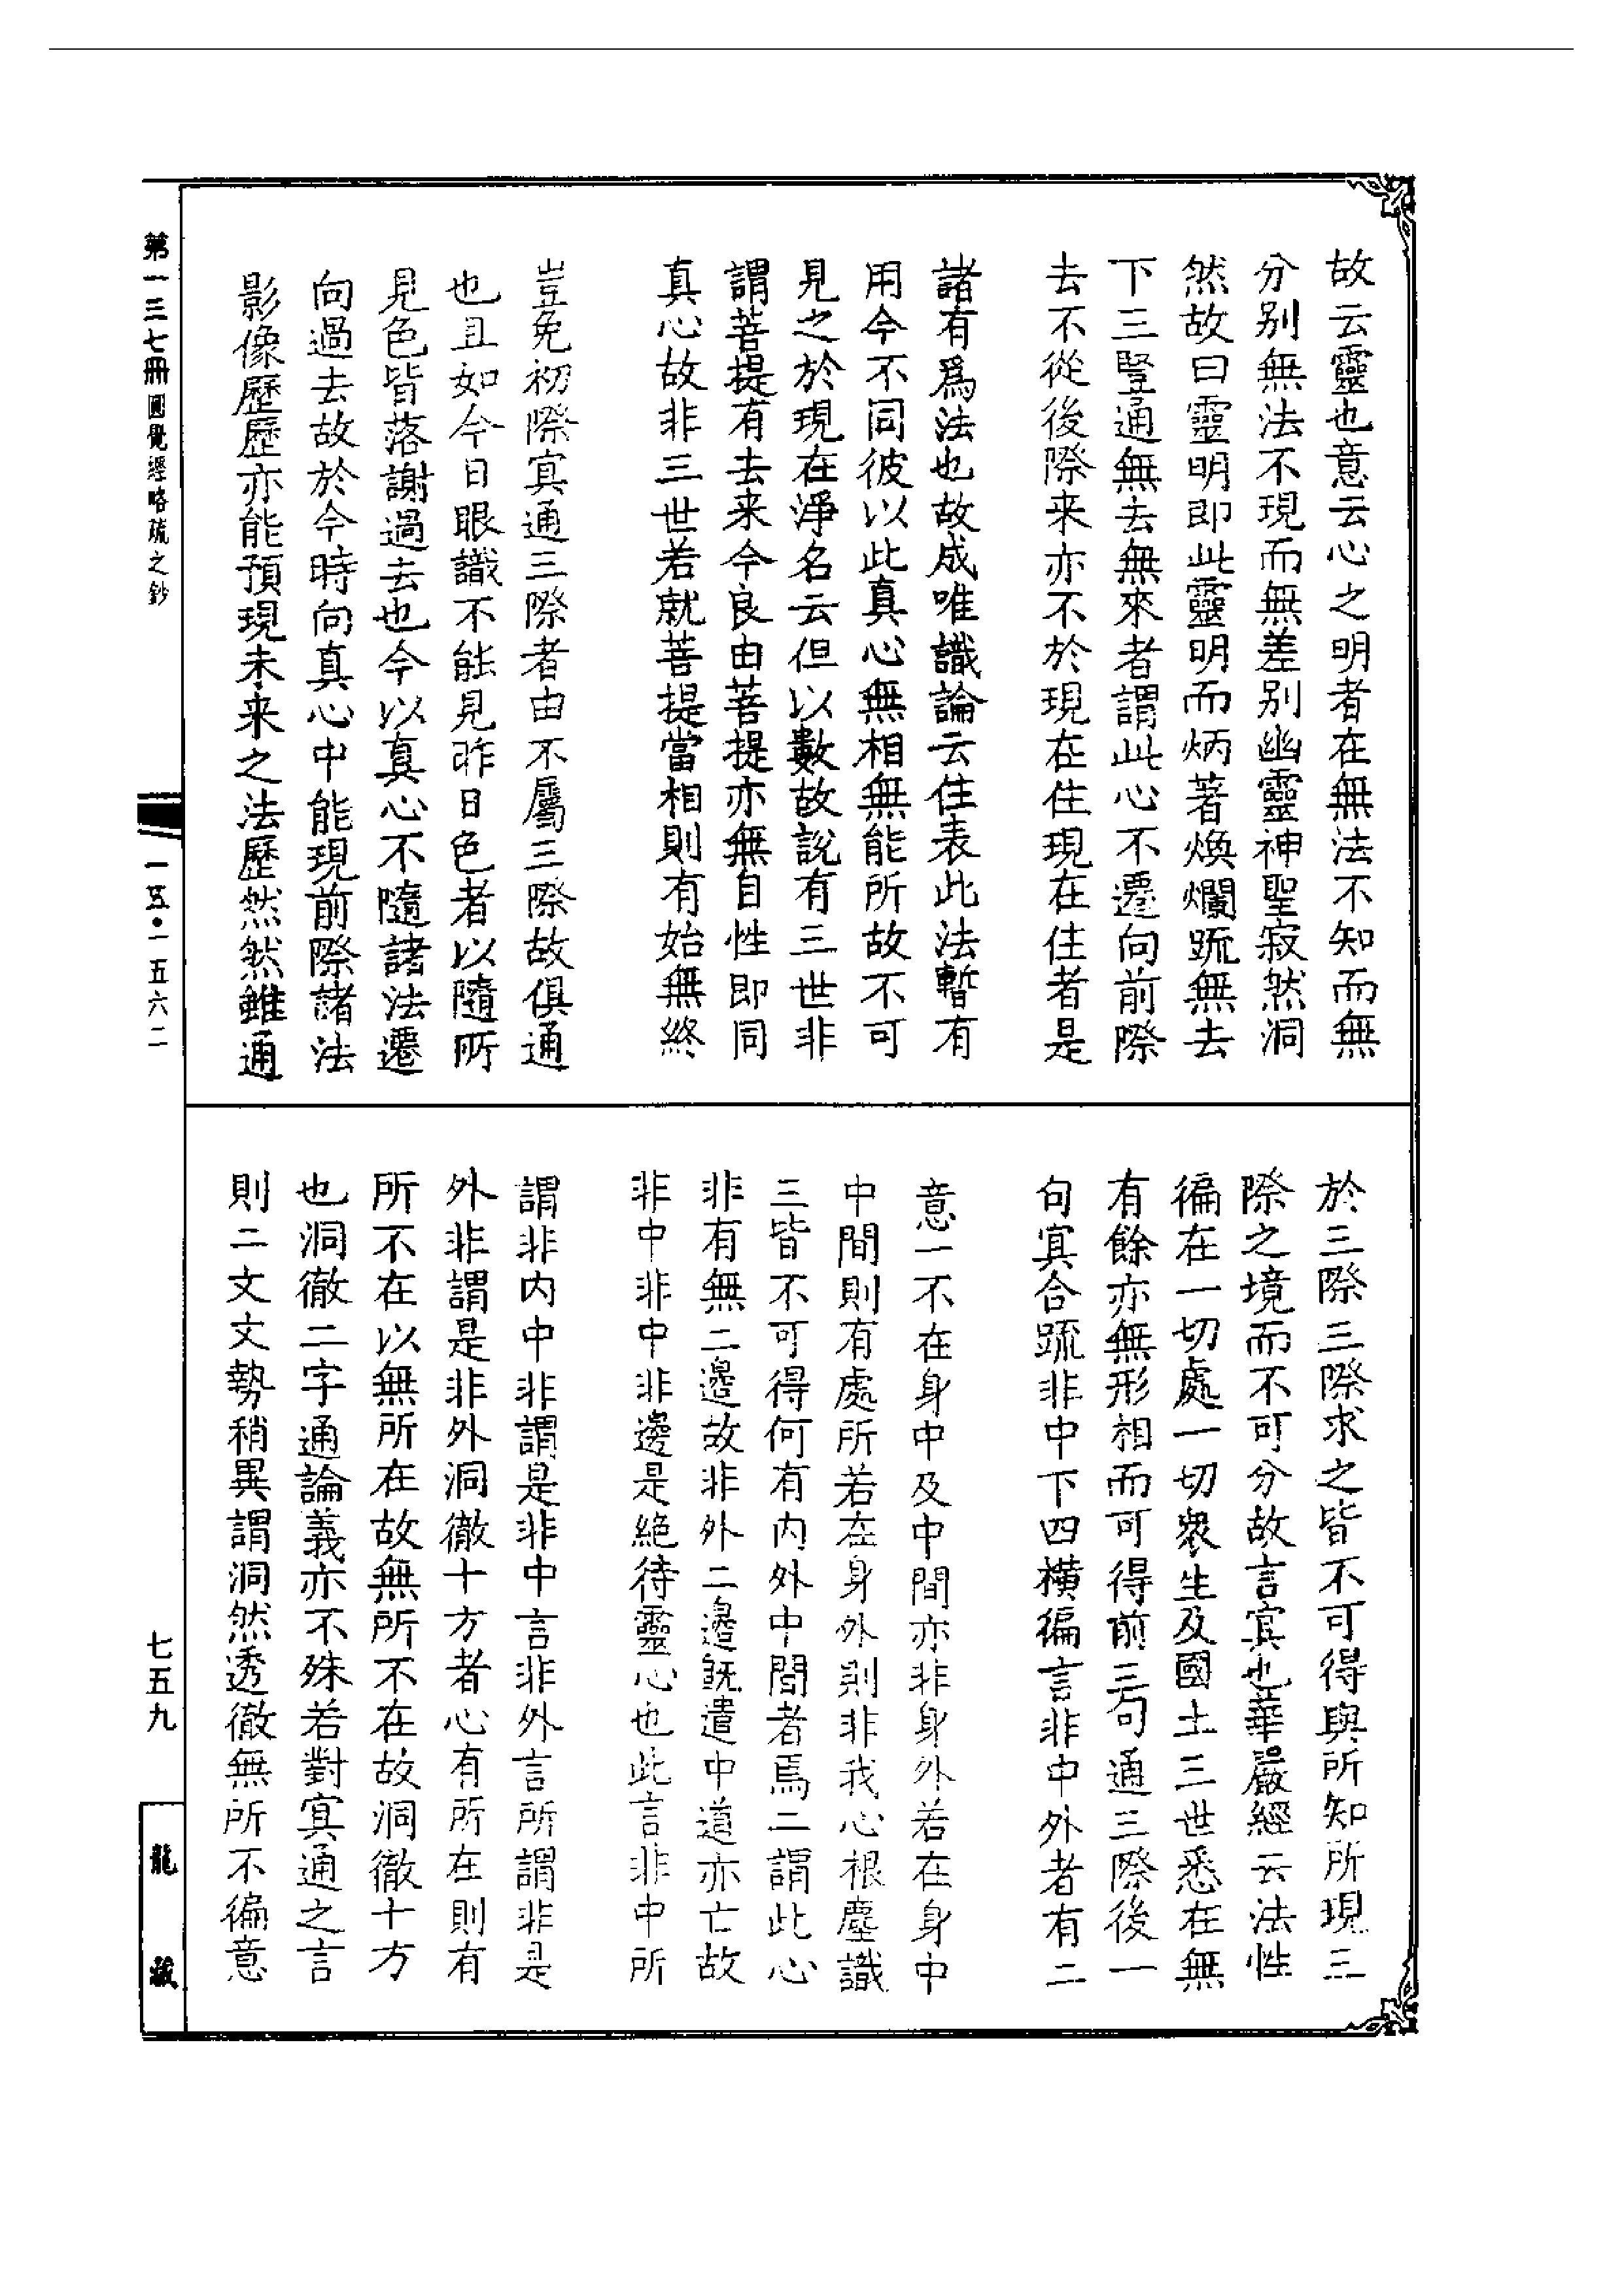 故云靈也意云心之明者在無法不知而無
分別無法不現而無差別幽靈神聖寂然洞
然故曰靈明即此靈明而炳著煥爛䟽無去
下三竪通無去無來者謂此心不遷向前際
去不從後際来亦不於現在住現在住者是
諸有爲法也故成唯識論云住表此法暫有
用今不同彼以此真心無相無能所故不可
見之於現在淨名云但以數故說有三世非
謂菩提有去来今良由菩提亦無自性即同
真心故非三世若就菩提當相則有始無終
豈免初際㝠通三際者由不屬三際故俱通
也且如今日眼識不能見昨日色者以隨所
見色皆落謝過去也今以真心不隨諸法遷
向過去故於今時向真心中能現前際諸法
影像歷歷亦能預現未来之法歷然然雖通
於三際三際求之皆不可得與所知所現三
際之境而不可分故言㝠也華嚴經云法性
徧在一切處一切衆生及國土三世悉在無
有餘亦無形相而可得前三句通三際後一
句㝠合䟽非中下四橫徧言非中外者有二
意一不在身中及中間亦非身外若在身中
中間則有處所若在身外則非我心根塵識
三皆不可得何有内外中間者焉二謂此心
非有無二邊故非外二邊既遣中道亦亡故
非中非中非邊是絶待靈心也此言非中所
謂非内中非謂是非中言非外言所謂非是
外非謂是非外洞徹十方者心有所在則有
所不在以無所在故無所不在故洞徹十方
也洞徹二字通論義亦不殊若對㝠通之言
則二文文勢稍異謂洞然透徹無所不徧意
第一三七冊 圓覺經略疏之鈔
一五·一五六二
七五九
龍藏